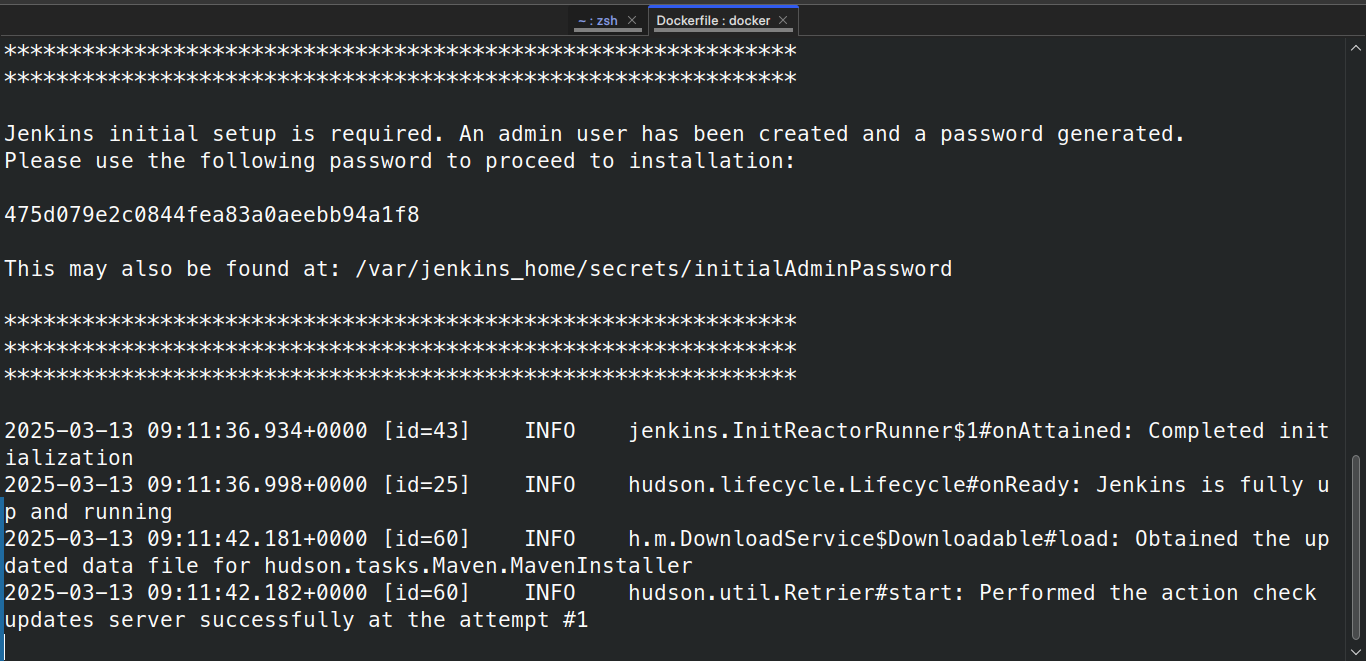 ~ : zsh
Dockerfile : docker
*************************************************************
*************************************************************
Jenkins initial setup is required. An admin user has been created and a password generated.
Please use the following password to proceed to installation:
475d079e2c0844fea83a0aeebb94a1f8
This may also be found at: /var/jenkins_home/secrets/initialAdminPassword
*************************************************************
*************************************************************
*************************************************************
2025-03-13 09:11:36.934+0000 [id=43]    INFO    jenkins.InitReactorRunner$1#onAttained: Completed init
ialization
2025-03-13 09:11:36.998+0000 [id=25]    INFO    hudson.lifecycle.Lifecycle#onReady: Jenkins is fully u
p and running
2025-03-13 09:11:42.181+0000 [id=60]    INFO    h.m.DownloadService$Downloadable#load: Obtained the up
dated data file for hudson.tasks.Maven.MavenInstaller
2025-03-13 09:11:42.182+0000 [id=60]    INFO    hudson.util.Retrier#start: Performed the action check
updates server successfully at the attempt #1